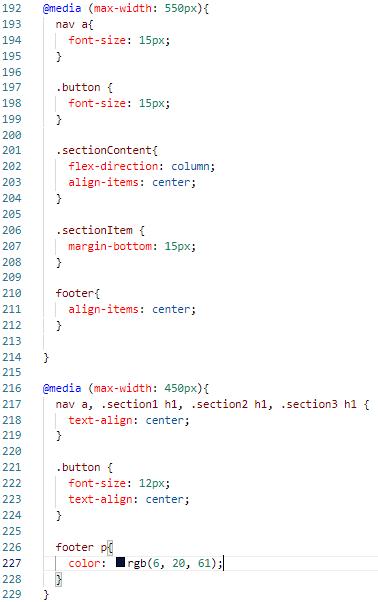 192 @media (max-width: 550px){
193 nav a{
194 font-size: 15px;
195 }
196
197 .button {
198 font-size: 15px;
199 }
200
201 .sectionContent{
202 flex-direction: column;
203 align-items: center;
204 }
205
206 .sectionItem {
207 margin-bottom: 15px;
208 }
209
210 footer{
211 align-items: center;
212 }
213
214 }
215
216 @media (max-width: 450px){
217 nav a, .section1 h1, .section2 h1, .section3 h1 {
218 text-align: center;
219 }
220
221 .button {
222 font-size: 12px;
223 text-align: center;
224 }
225
226 footer p{
227 color: rgb(6, 20, 61);
228 }
229 }